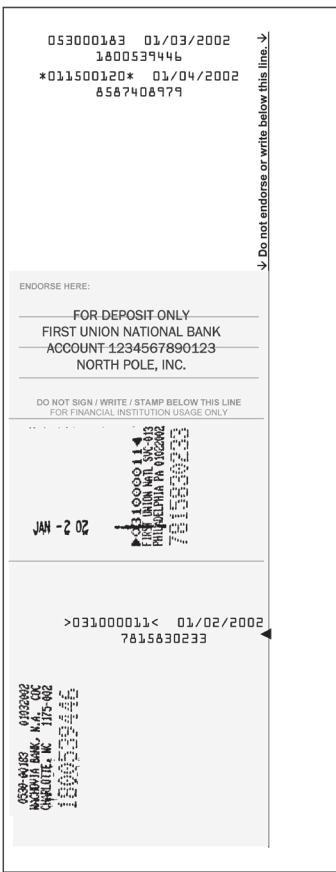 053000183 01/03/2002
1800539446
*011500120* 01/04/2002
8587408979
→ Do not endorse or write below this line. →
ENDORSE HERE:
FOR DEPOSIT ONLY
FIRST UNION NATIONAL BANK
ACCOUNT 1234567890123
NORTH POLE, INC.
DO NOT SIGN / WRITE / STAMP BELOW THIS LINE
FOR FINANCIAL INSTITUTION USAGE ONLY
JAN - 2 02
►031000011◄
FIRST UNION NATL SVC-013
PHILADELPHIA PA 01022002
7815830233
>031000011< 01/02/2002
7815830233
0530-00183 01032002
WACHOVIA BANK, N.A. COC
CHARLOTTE, NC 1175-002
1800539446